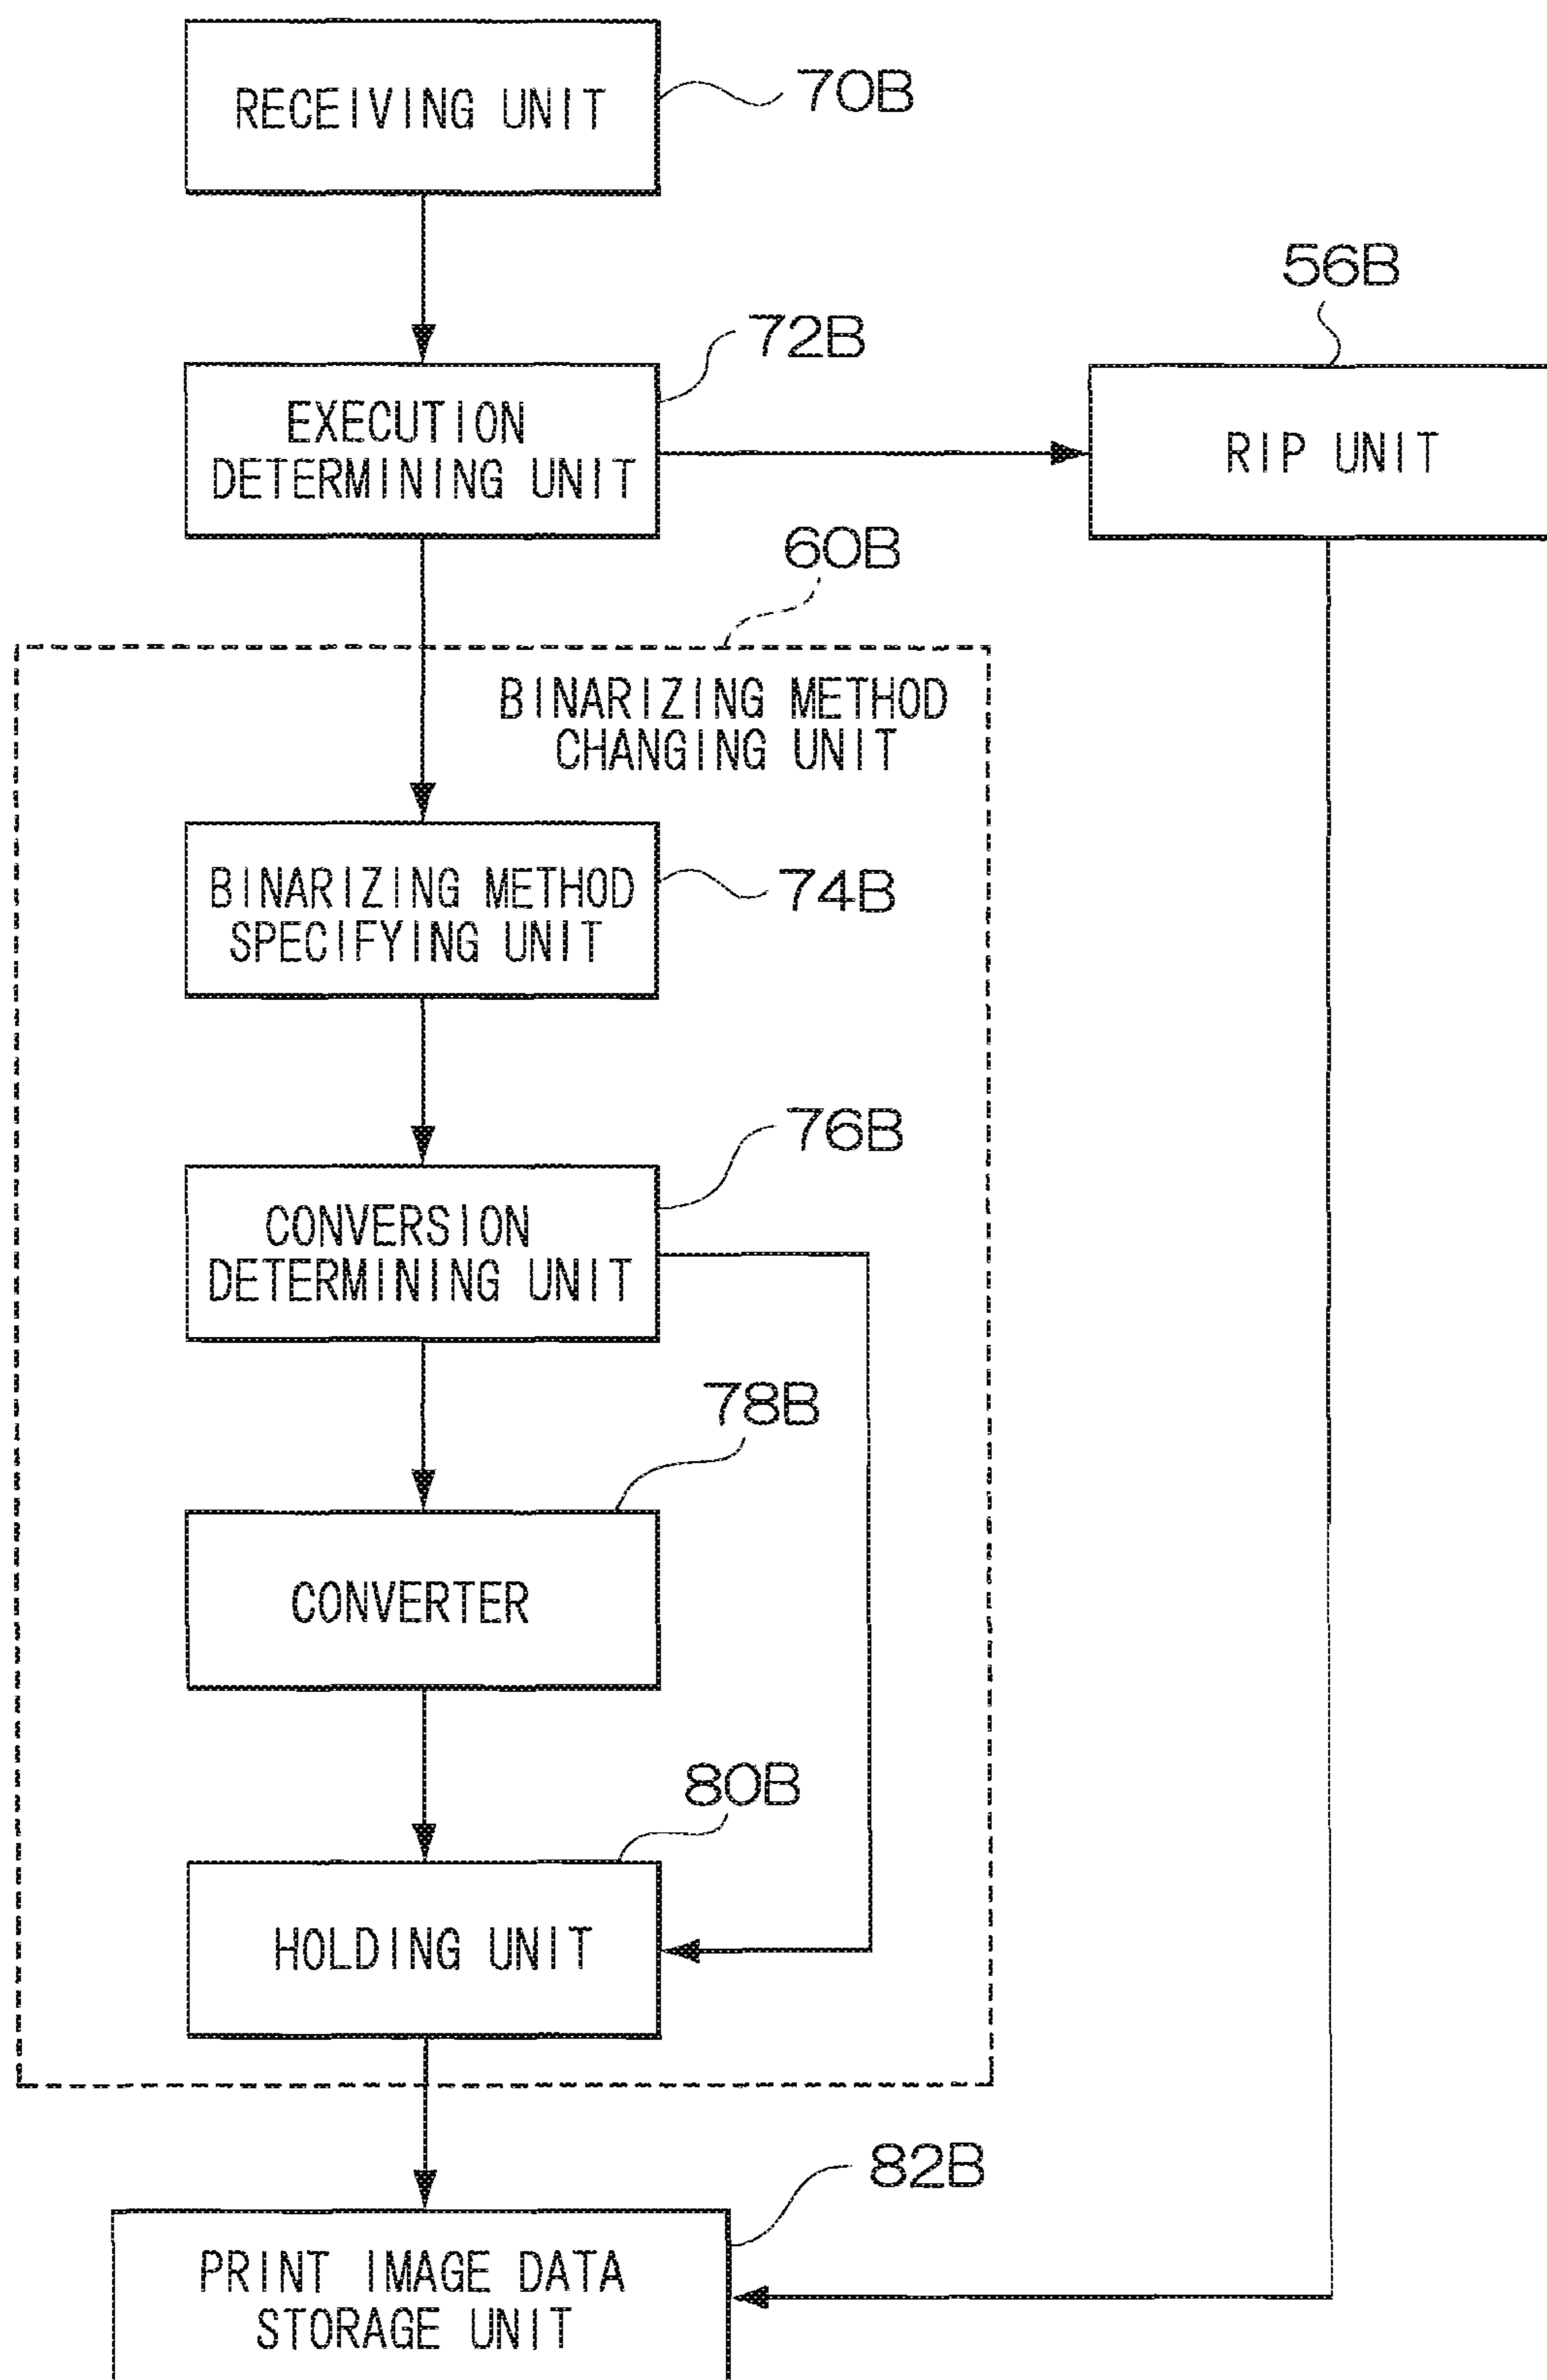 RECEIVING UNIT
70B
56B
72B
EXECUTION
DETERMINING UNIT
RIP UNIT
60B
BINARIZING METHOD
CHANGING UNIT
BINARIZING METHOD
SPECIFYING UNIT
74B
76B
CONVERSION
DETERMINING UNIT
78B
CONVERTER
80B
HOLDING UNIT
82B
PRINT IMAGE DATA
STORAGE UNIT